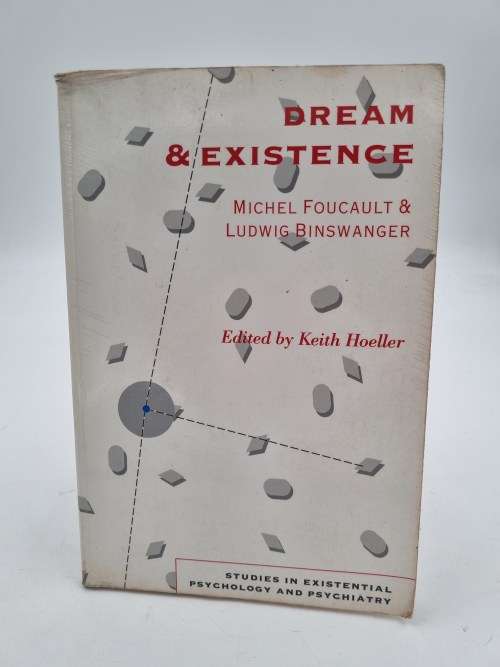 DREAM
& EXISTENCE
MICHEL FOUCAULT &
LUDWIG BINSWANGER
Edited by Keith Hoeller
STUDIES IN EXISTENTIAL
PSYCHOLOGY AND PSYCHIATRY